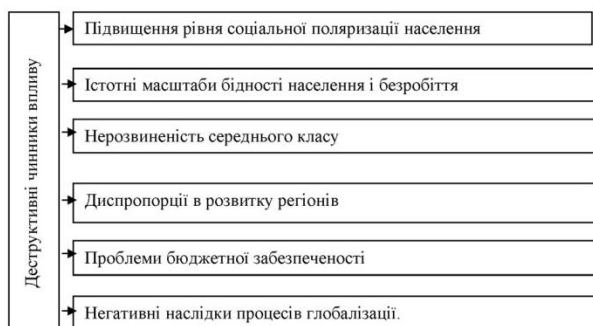 Деструктивні чинники впливу
Підвищення рівня соціальної поляризації населення
Істотні масштаби бідності населення і безробіття
Нерозвиненість середнього класу
Диспропорції в розвитку регіонів
Проблеми бюджетної забезпеченості
Негативні наслідки процесів глобалізації.